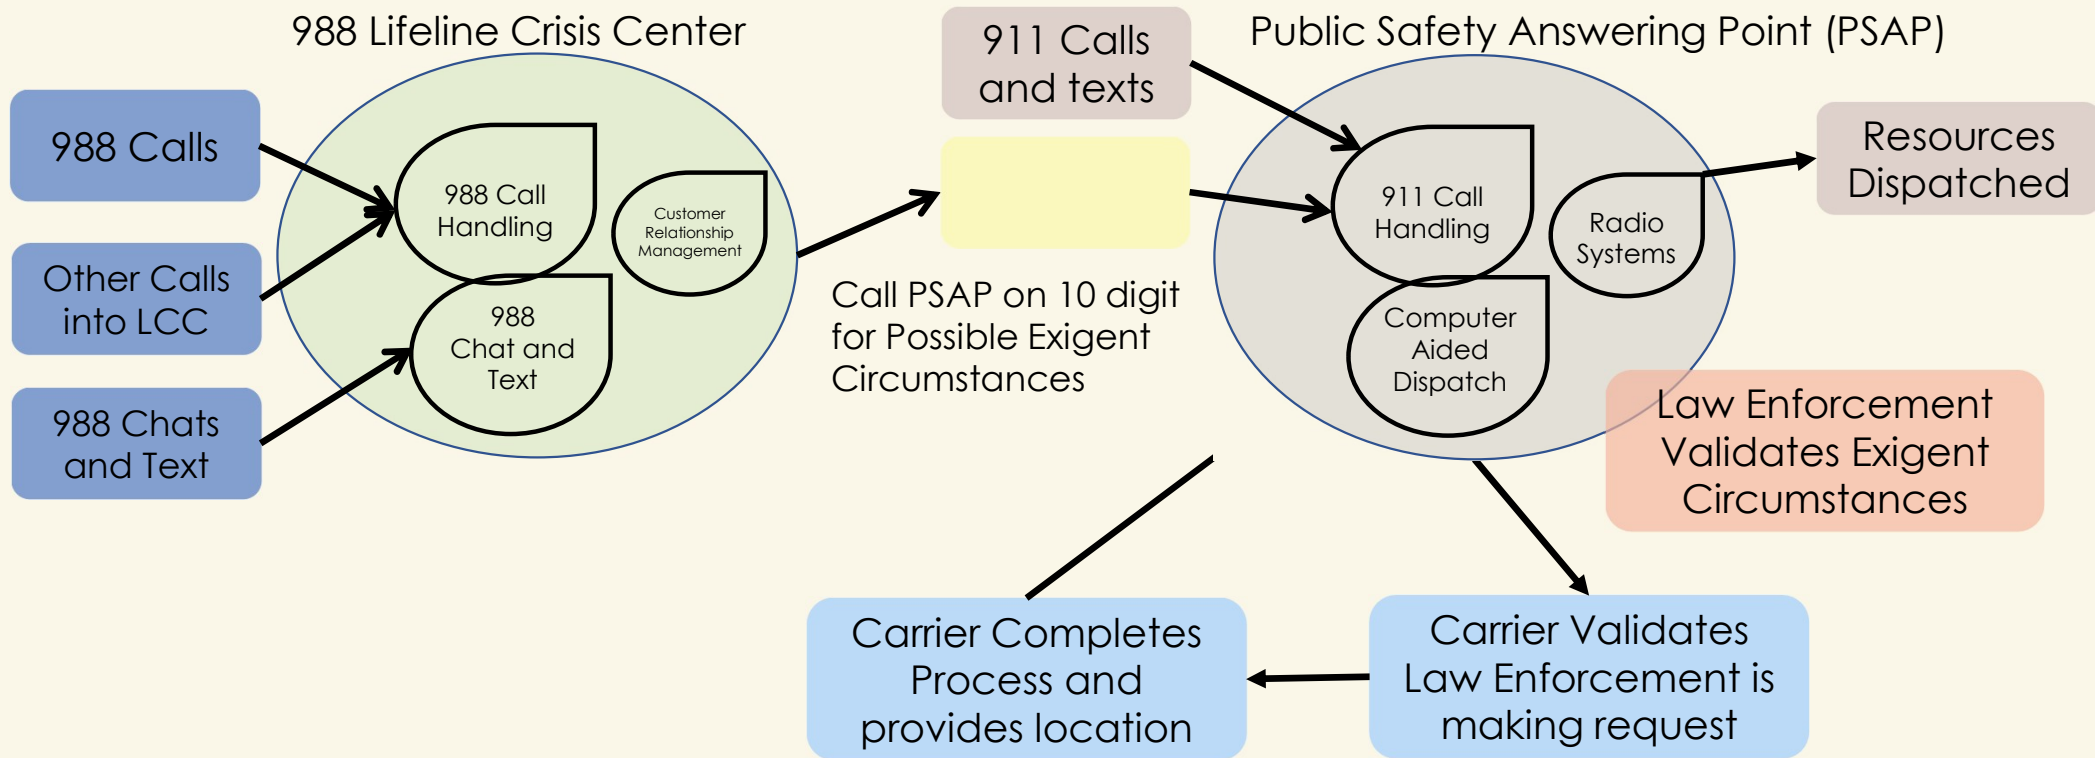 988 Lifeline Crisis Center
911 Calls
and texts
Public Safety Answering Point (PSAP)
988 Calls
Other Calls
into LCC
988 Chats
and Text
988 Call
Handling
Customer
Relationship
Management
988
Chat and
Text
Call PSAP on 10 digit
for Possible Exigent
Circumstances
911 Call
Handling
Radio
Systems
Computer
Aided
Dispatch
Resources
Dispatched
Law Enforcement
Validates Exigent
Circumstances
Carrier Completes
Process and
provides location
Carrier Validates
Law Enforcement is
making request